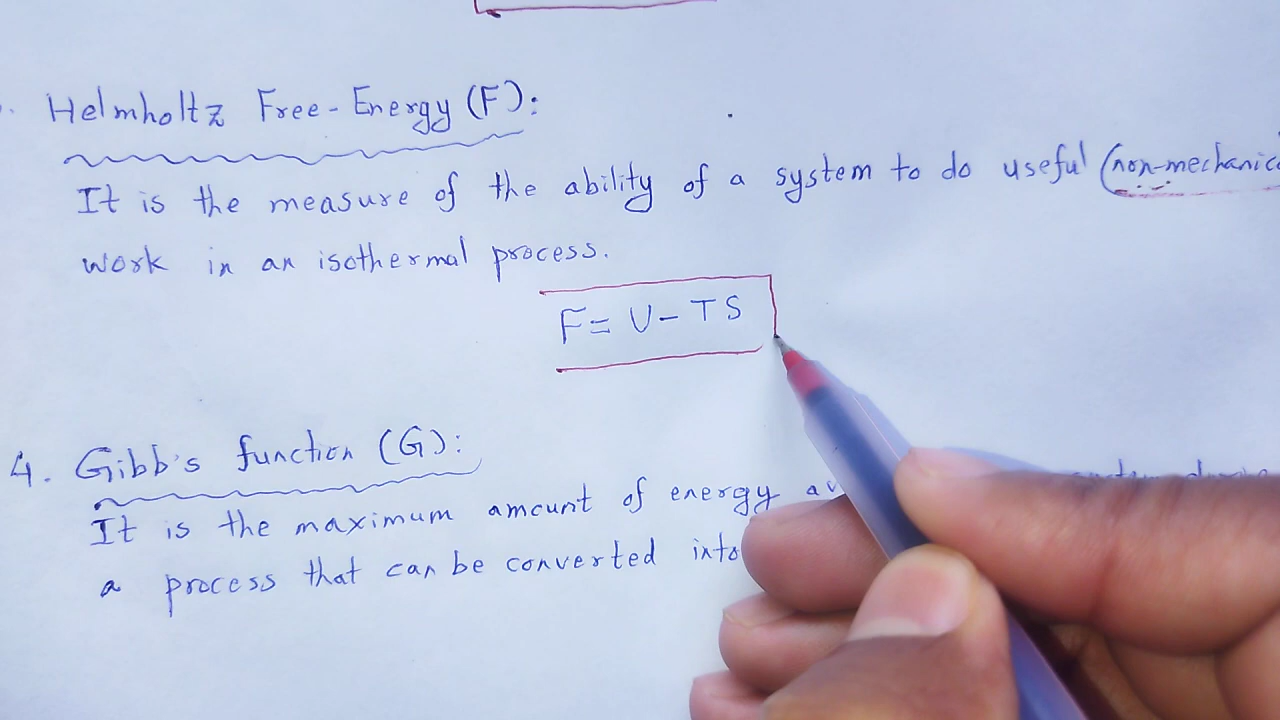 Helmholtz Free-Energy (F):
It is the measure of the ability of a system to do useful (non-mechanic
work in an isothermal process.
F= U- TS
4. Gibb's function (G):
It is the maximum amount of energy av
a process that can be converted into